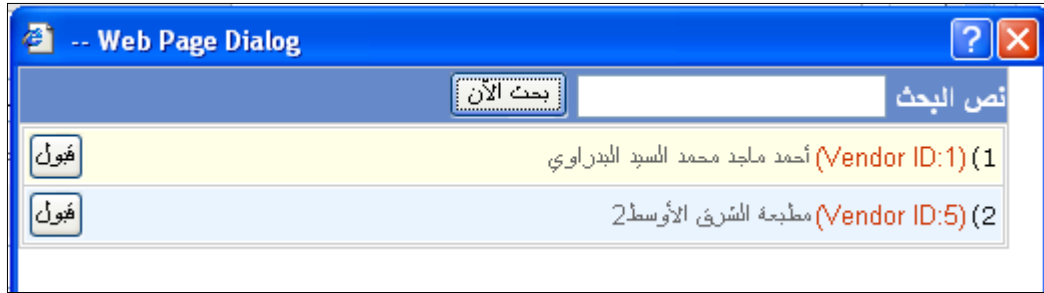 -- Web Page Dialog
نص البحث بحث الآن
1) (Vendor ID:1) أحمد ماجد محمد السيد البدراوي قبول
2) (Vendor ID:5) مطبعة الشرق الأوسط2 قبول